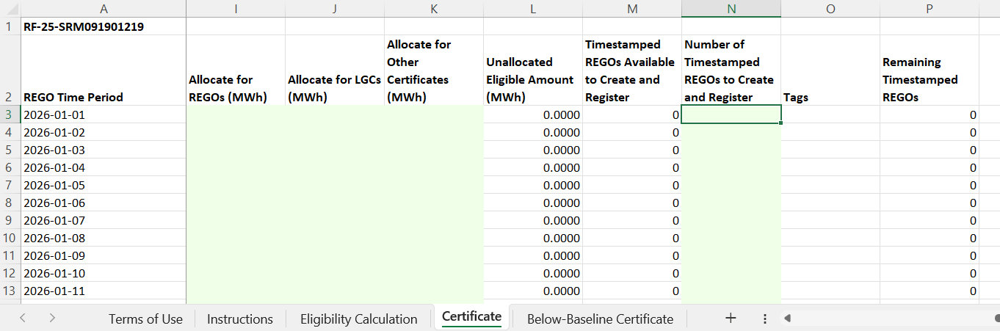 A I J K L M N O P
1 RF-25-SRM091901219
Allocate for Timestamped Number of
Other Unallocated REGOs Available Timestamped Remaining
Allocate for Allocate for LGCs Certificates Eligible Amount to Create and REGOs to Create Timestamped
2 REGO Time Period REGOs (MWh) (MWh) (MWh) (MWh) Register and Register Tags REGOs
3 2026-01-01 0.0000 0 0
4 2026-01-02 0.0000 0 0
5 2026-01-03 0.0000 0 0
6 2026-01-04 0.0000 0 0
7 2026-01-05 0.0000 0 0
8 2026-01-06 0.0000 0 0
9 2026-01-07 0.0000 0 0
10 2026-01-08 0.0000 0 0
11 2026-01-09 0.0000 0 0
12 2026-01-10 0.0000 0 0
13 2026-01-11 0.0000 0 0
Terms of Use Instructions Eligibility Calculation Certificate Below-Baseline Certificate